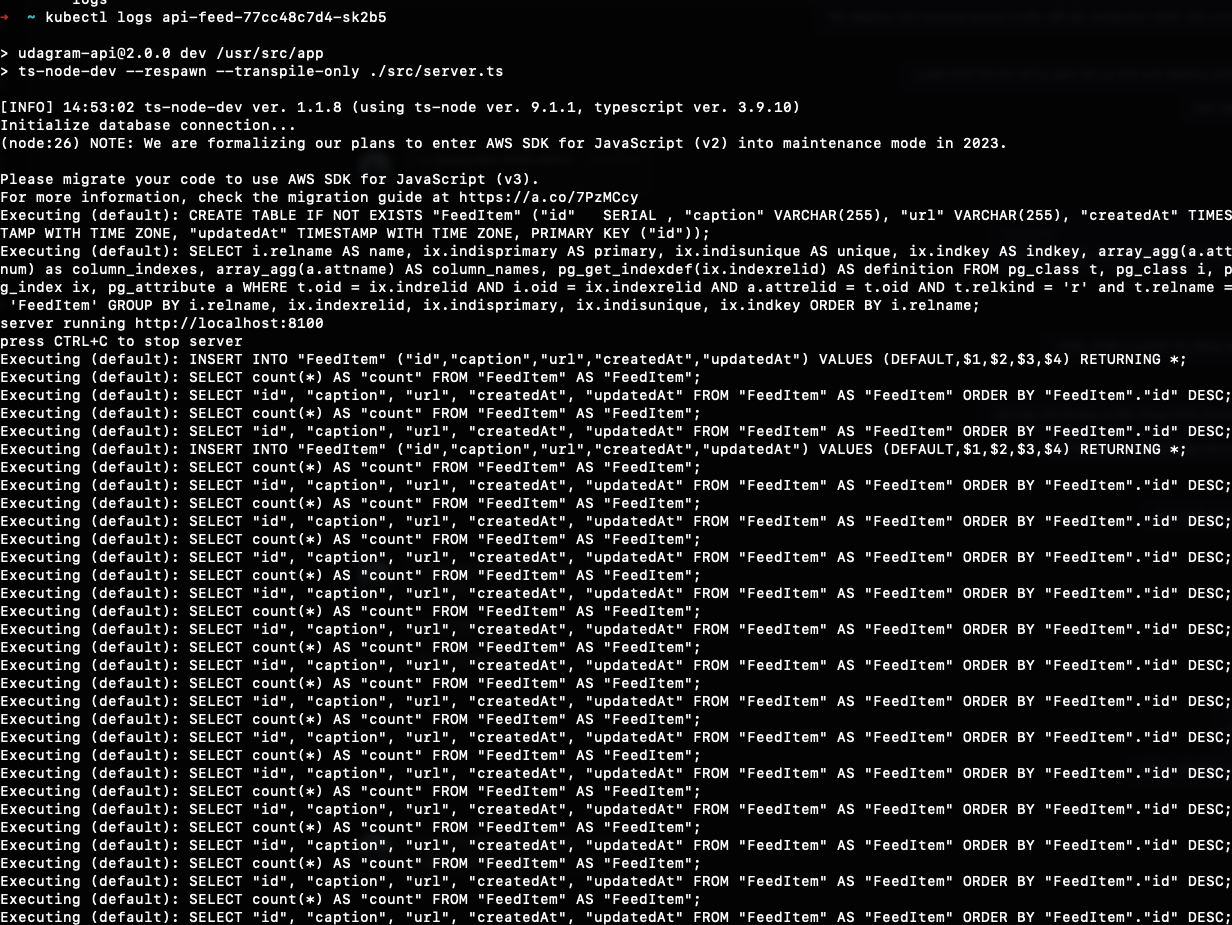 logs
→ ~ kubectl logs api-feed-77cc48c7d4-sk2b5
> udagram-api@2.0.0 dev /usr/src/app
> ts-node-dev --respawn --transpile-only ./src/server.ts
[INFO] 14:53:02 ts-node-dev ver. 1.1.8 (using ts-node ver. 9.1.1, typescript ver. 3.9.10)
Initialize database connection...
(node:26) NOTE: We are formalizing our plans to enter AWS SDK for JavaScript (v2) into maintenance mode in 2023.
Please migrate your code to use AWS SDK for JavaScript (v3).
For more information, check the migration guide at https://a.co/7PzMCcy
Executing (default): CREATE TABLE IF NOT EXISTS "FeedItem" ("id"   SERIAL , "caption" VARCHAR(255), "url" VARCHAR(255), "createdAt" TIMES
TAMP WITH TIME ZONE, "updatedAt" TIMESTAMP WITH TIME ZONE, PRIMARY KEY ("id"));
Executing (default): SELECT i.relname AS name, ix.indisprimary AS primary, ix.indisunique AS unique, ix.indkey AS indkey, array_agg(a.att
num) as column_indexes, array_agg(a.attname) AS column_names, pg_get_indexdef(ix.indexrelid) AS definition FROM pg_class t, pg_class i, p
g_index ix, pg_attribute a WHERE t.oid = ix.indrelid AND i.oid = ix.indexrelid AND a.attrelid = t.oid AND t.relkind = 'r' and t.relname =
'FeedItem' GROUP BY i.relname, ix.indexrelid, ix.indisprimary, ix.indisunique, ix.indkey ORDER BY i.relname;
server running http://localhost:8100
press CTRL+C to stop server
Executing (default): INSERT INTO "FeedItem" ("id","caption","url","createdAt","updatedAt") VALUES (DEFAULT,$1,$2,$3,$4) RETURNING *;
Executing (default): SELECT count(*) AS "count" FROM "FeedItem" AS "FeedItem";
Executing (default): SELECT "id", "caption", "url", "createdAt", "updatedAt" FROM "FeedItem" AS "FeedItem" ORDER BY "FeedItem"."id" DESC;
Executing (default): SELECT count(*) AS "count" FROM "FeedItem" AS "FeedItem";
Executing (default): SELECT "id", "caption", "url", "createdAt", "updatedAt" FROM "FeedItem" AS "FeedItem" ORDER BY "FeedItem"."id" DESC;
Executing (default): INSERT INTO "FeedItem" ("id","caption","url","createdAt","updatedAt") VALUES (DEFAULT,$1,$2,$3,$4) RETURNING *;
Executing (default): SELECT count(*) AS "count" FROM "FeedItem" AS "FeedItem";
Executing (default): SELECT "id", "caption", "url", "createdAt", "updatedAt" FROM "FeedItem" AS "FeedItem" ORDER BY "FeedItem"."id" DESC;
Executing (default): SELECT count(*) AS "count" FROM "FeedItem" AS "FeedItem";
Executing (default): SELECT "id", "caption", "url", "createdAt", "updatedAt" FROM "FeedItem" AS "FeedItem" ORDER BY "FeedItem"."id" DESC;
Executing (default): SELECT count(*) AS "count" FROM "FeedItem" AS "FeedItem";
Executing (default): SELECT "id", "caption", "url", "createdAt", "updatedAt" FROM "FeedItem" AS "FeedItem" ORDER BY "FeedItem"."id" DESC;
Executing (default): SELECT count(*) AS "count" FROM "FeedItem" AS "FeedItem";
Executing (default): SELECT "id", "caption", "url", "createdAt", "updatedAt" FROM "FeedItem" AS "FeedItem" ORDER BY "FeedItem"."id" DESC;
Executing (default): SELECT count(*) AS "count" FROM "FeedItem" AS "FeedItem";
Executing (default): SELECT "id", "caption", "url", "createdAt", "updatedAt" FROM "FeedItem" AS "FeedItem" ORDER BY "FeedItem"."id" DESC;
Executing (default): SELECT count(*) AS "count" FROM "FeedItem" AS "FeedItem";
Executing (default): SELECT "id", "caption", "url", "createdAt", "updatedAt" FROM "FeedItem" AS "FeedItem" ORDER BY "FeedItem"."id" DESC;
Executing (default): SELECT count(*) AS "count" FROM "FeedItem" AS "FeedItem";
Executing (default): SELECT "id", "caption", "url", "createdAt", "updatedAt" FROM "FeedItem" AS "FeedItem" ORDER BY "FeedItem"."id" DESC;
Executing (default): SELECT count(*) AS "count" FROM "FeedItem" AS "FeedItem";
Executing (default): SELECT "id", "caption", "url", "createdAt", "updatedAt" FROM "FeedItem" AS "FeedItem" ORDER BY "FeedItem"."id" DESC;
Executing (default): SELECT count(*) AS "count" FROM "FeedItem" AS "FeedItem";
Executing (default): SELECT "id", "caption", "url", "createdAt", "updatedAt" FROM "FeedItem" AS "FeedItem" ORDER BY "FeedItem"."id" DESC;
Executing (default): SELECT count(*) AS "count" FROM "FeedItem" AS "FeedItem";
Executing (default): SELECT "id", "caption", "url", "createdAt", "updatedAt" FROM "FeedItem" AS "FeedItem" ORDER BY "FeedItem"."id" DESC;
Executing (default): SELECT count(*) AS "count" FROM "FeedItem" AS "FeedItem";
Executing (default): SELECT "id", "caption", "url", "createdAt", "updatedAt" FROM "FeedItem" AS "FeedItem" ORDER BY "FeedItem"."id" DESC;
Executing (default): SELECT count(*) AS "count" FROM "FeedItem" AS "FeedItem";
Executing (default): SELECT "id", "caption", "url", "createdAt", "updatedAt" FROM "FeedItem" AS "FeedItem" ORDER BY "FeedItem"."id" DESC;
Executing (default): SELECT count(*) AS "count" FROM "FeedItem" AS "FeedItem";
Executing (default): SELECT "id", "caption", "url", "createdAt", "updatedAt" FROM "FeedItem" AS "FeedItem" ORDER BY "FeedItem"."id" DESC;